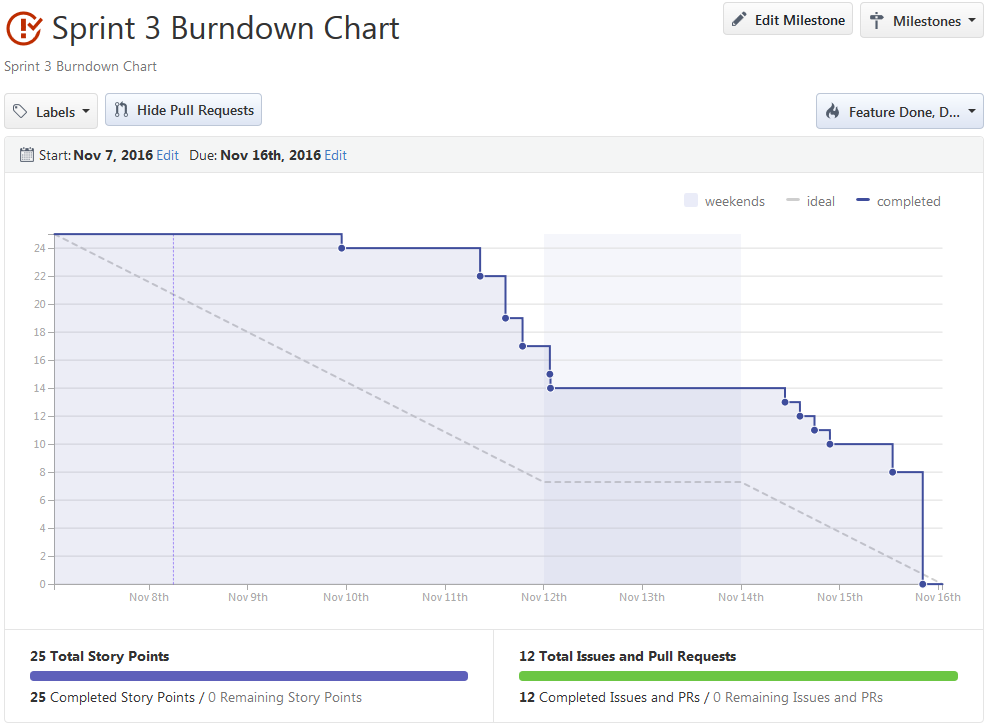 Sprint 3 Burndown Chart
Edit Milestone
Milestones
Sprint 3 Burndown Chart
Labels
Hide Pull Requests
Feature Done, D...
Start: Nov 7, 2016 Edit Due: Nov 16th, 2016 Edit
weekends
ideal
completed
24
22
20
18
16
14
12
10
8
6
4
2
0
Nov 8th
Nov 9th
Nov 10th
Nov 11th
Nov 12th
Nov 13th
Nov 14th
Nov 15th
Nov 16th
25 Total Story Points
25 Completed Story Points / 0 Remaining Story Points
12 Total Issues and Pull Requests
12 Completed Issues and PRs / 0 Remaining Issues and PRs